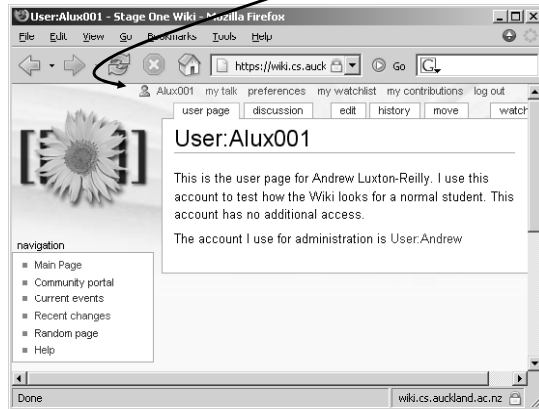 User:Alux001 - Stage One Wiki - Mozilla Firefox
File Edit View Go Bookmarks Tools Help
https://wiki.cs.auck Go G
Alux001 my talk preferences my watchlist my contributions log out
user page discussion edit history move watch
User:Alux001
This is the user page for Andrew Luxton-Reilly. I use this
account to test how the Wiki looks for a normal student. This
account has no additional access.
The account I use for administration is User:Andrew
navigation
Main Page
Community portal
Current events
Recent changes
Random page
Help
Done wiki.cs.auckland.ac.nz